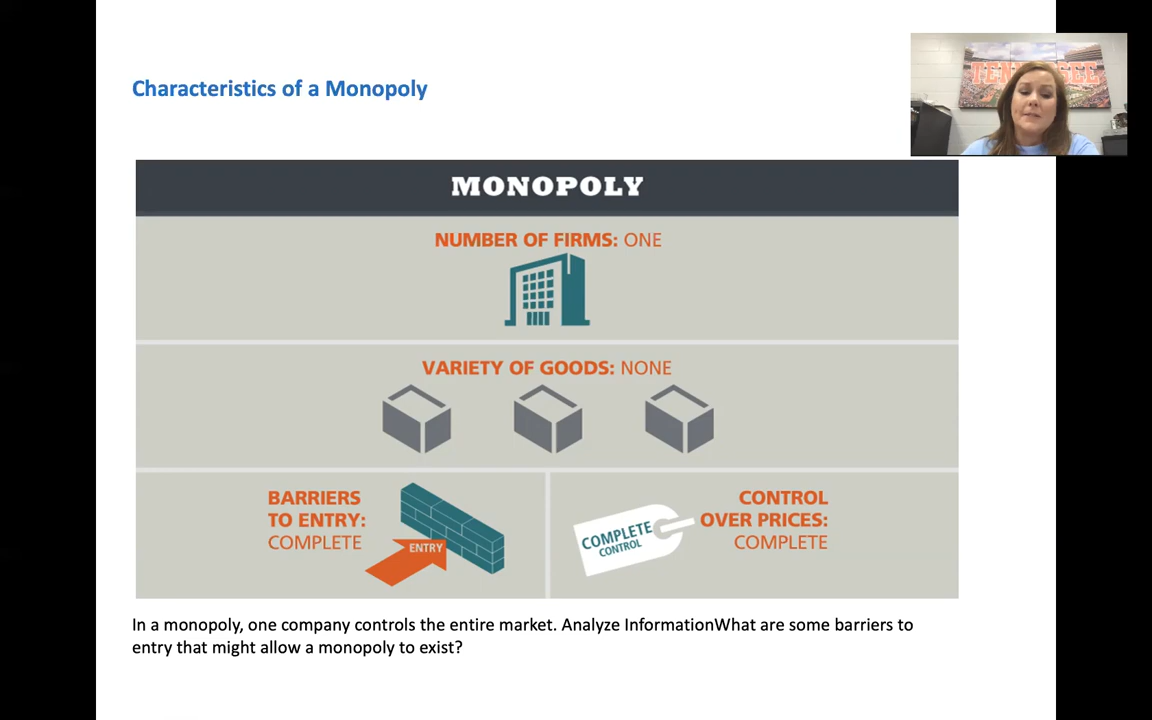 Characteristics of a Monopoly
TENNESSEE
MONOPOLY
NUMBER OF FIRMS: ONE
VARIETY OF GOODS: NONE
BARRIERS
TO ENTRY:
COMPLETE
ENTRY
COMPLETE
CONTROL
CONTROL
OVER PRICES:
COMPLETE
In a monopoly, one company controls the entire market. Analyze InformationWhat are some barriers to
entry that might allow a monopoly to exist?